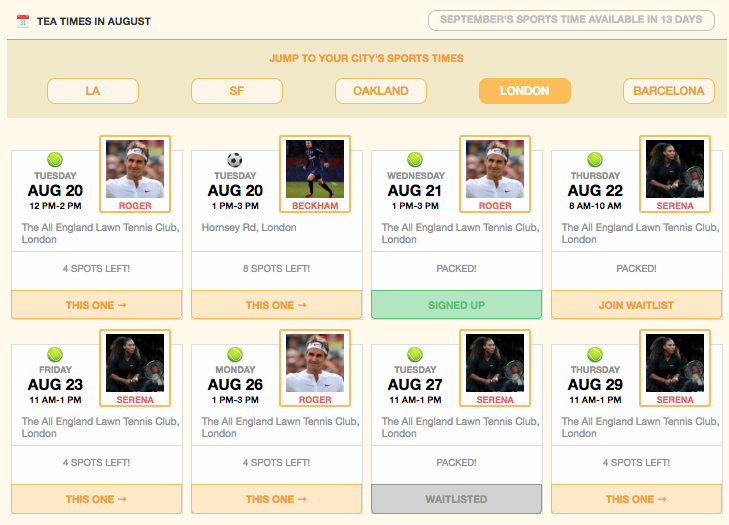 TEA TIMES IN AUGUST
SEPTEMBER'S SPORTS TIME AVAILABLE IN 13 DAYS
JUMP TO YOUR CITY'S SPORTS TIMES
LA
SF
OAKLAND
LONDON
BARCELONA
TUESDAY
AUG 20
12 PM-2 PM
ROGER
The All England Lawn Tennis Club,
London
4 SPOTS LEFT!
THIS ONE →
TUESDAY
AUG 20
1 PM-3 PM
BECKHAM
Hornsey Rd, London
8 SPOTS LEFT!
THIS ONE →
WEDNESDAY
AUG 21
1 PM-3 PM
ROGER
The All England Lawn Tennis Club,
London
PACKED!
SIGNED UP
THURSDAY
AUG 22
8 AM-10 AM
SERENA
The All England Lawn Tennis Club,
London
PACKED!
JOIN WAITLIST
FRIDAY
AUG 23
11 AM-1 PM
SERENA
The All England Lawn Tennis Club,
London
4 SPOTS LEFT!
THIS ONE →
MONDAY
AUG 26
1 PM-3 PM
ROGER
The All England Lawn Tennis Club,
London
4 SPOTS LEFT!
THIS ONE →
TUESDAY
AUG 27
11 AM-1 PM
SERENA
The All England Lawn Tennis Club,
London
PACKED!
WAITLISTED
THURSDAY
AUG 29
11 AM-1 PM
SERENA
The All England Lawn Tennis Club,
London
4 SPOTS LEFT!
THIS ONE →